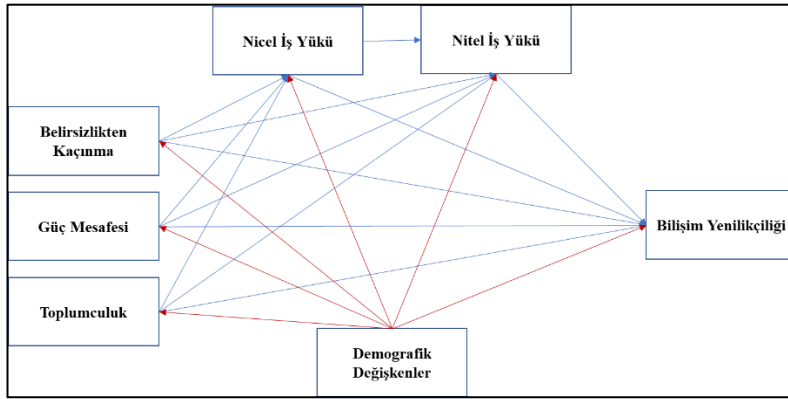 Nicel İş Yükü
Nitel İş Yükü
Belirsizlikten
Kaçınma
Güç Mesafesi
Bilişim Yenilikçiliği
Toplumculuk
Demografik
Değişkenler